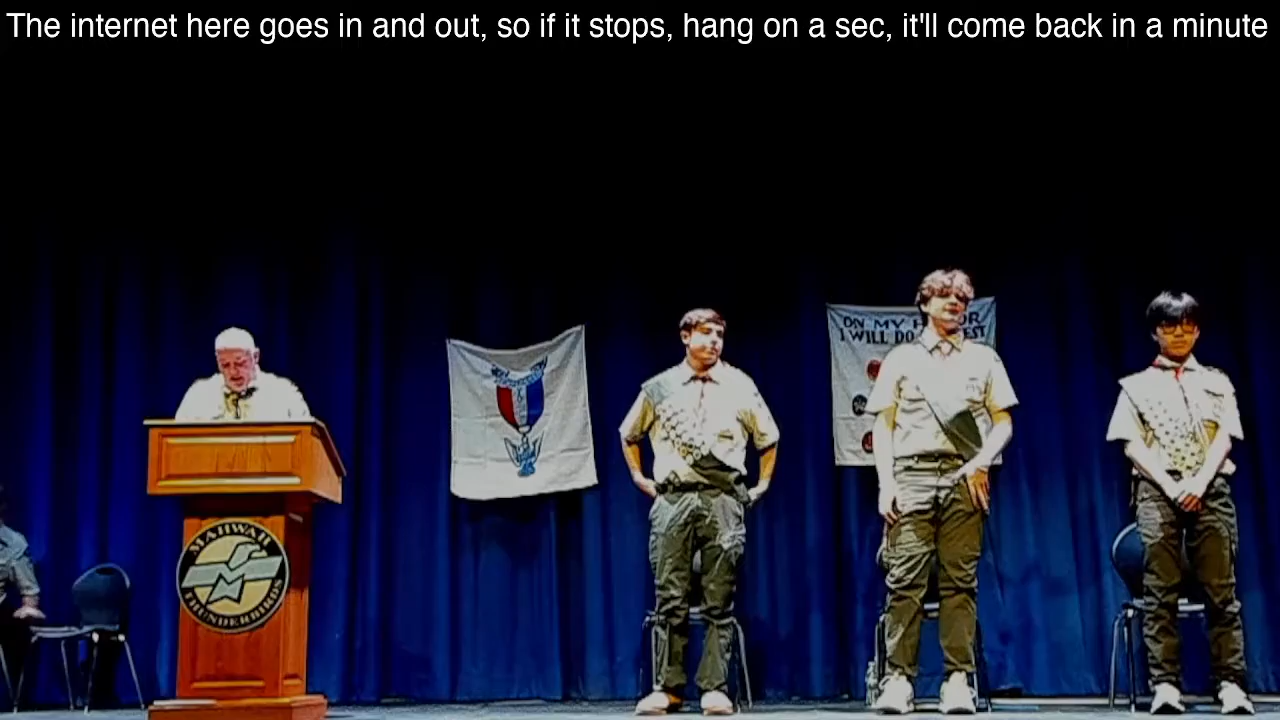 The internet here goes in and out, so if it stops, hang on a sec, it'll come back in a minute
ON MY
I WILL DO
MAHWAH
THUNDERBIRDS